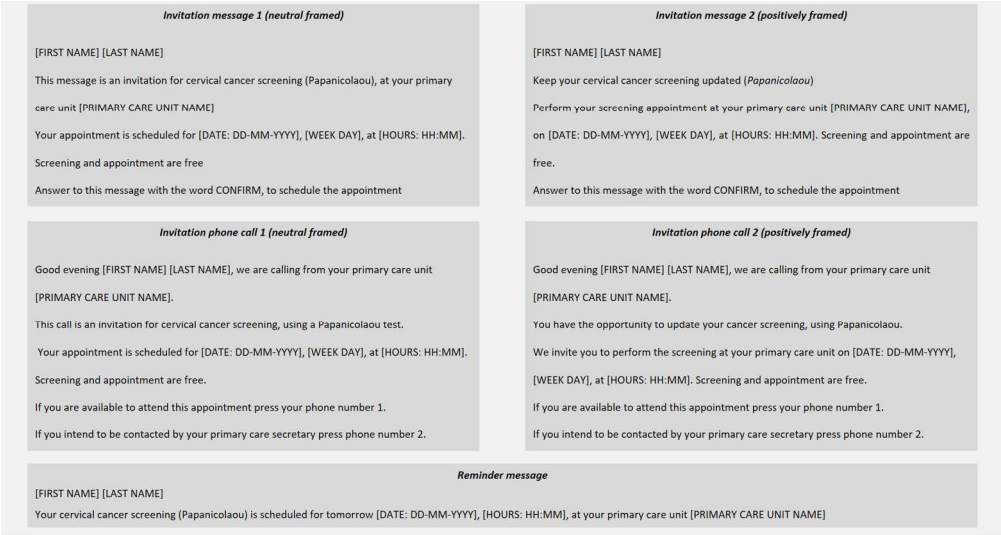 Invitation message 1 (neutral framed)
[FIRST NAME] [LAST NAME]
This message is an invitation for cervical cancer screening (Papanicolaou), at your primary
care unit [PRIMARY CARE UNIT NAME]
Your appointment is scheduled for [DATE: DD-MM-YYYY], [WEEK DAY], at [HOURS: HH:MM].
Screening and appointment are free
Answer to this message with the word CONFIRM, to schedule the appointment
Invitation message 2 (positively framed)
[FIRST NAME] [LAST NAME]
Keep your cervical cancer screening updated (Papanicolaou)
Perform your screening appointment at your primary care unit [PRIMARY CARE UNIT NAME],
on [DATE: DD-MM-YYYY], [WEEK DAY], at [HOURS: HH:MM]. Screening and appointment are
free.
Answer to this message with the word CONFIRM, to schedule the appointment
Invitation phone call 1 (neutral framed)
Good evening [FIRST NAME] [LAST NAME], we are calling from your primary care unit
[PRIMARY CARE UNIT NAME].
This call is an invitation for cervical cancer screening, using a Papanicolaou test.
Your appointment is scheduled for [DATE: DD-MM-YYYY], [WEEK DAY], at [HOURS: HH:MM].
Screening and appointment are free.
If you are available to attend this appointment press your phone number 1.
If you intend to be contacted by your primary care secretary press phone number 2.
Invitation phone call 2 (positively framed)
Good evening [FIRST NAME] [LAST NAME], we are calling from your primary care unit
[PRIMARY CARE UNIT NAME].
You have the opportunity to update your cancer screening, using Papanicolaou.
We invite you to perform the screening at your primary care unit on [DATE: DD-MM-YYYY],
[WEEK DAY], at [HOURS: HH:MM]. Screening and appointment are free.
If you are available to attend this appointment press your phone number 1.
If you intend to be contacted by your primary care secretary press phone number 2.
Reminder message
[FIRST NAME] [LAST NAME]
Your cervical cancer screening (Papanicolaou) is scheduled for tomorrow [DATE: DD-MM-YYYY], [HOURS: HH:MM], at your primary care unit [PRIMARY CARE UNIT NAME]